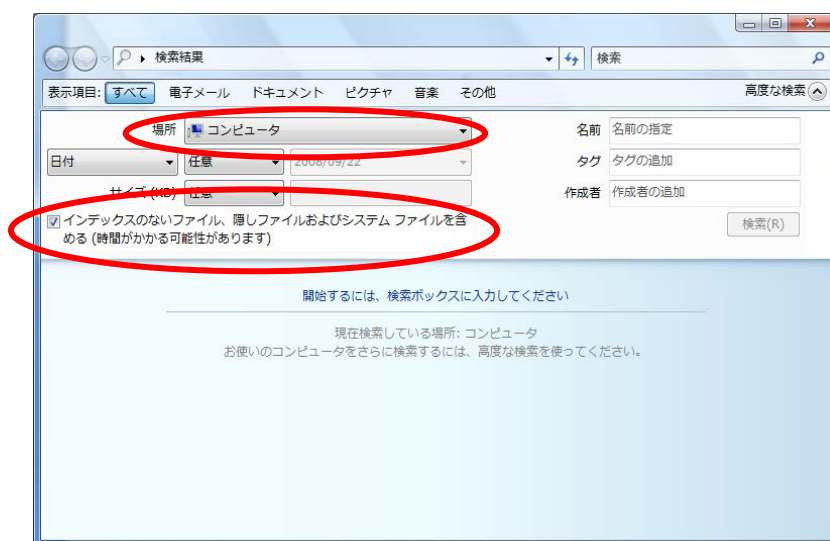 検索結果
検索
表示項目: すべて 電子メール ドキュメント ピクチャ 音楽 その他 高度な検索
場所 コンピュータ 名前 名前の指定
日付 任意 2008/09/22 タグ タグの追加
サイズ (KB) 任意 作成者 作成者の追加
インデックスのないファイル、隠しファイルおよびシステム ファイルを含
める (時間がかかる可能性があります)
検索(R)
開始するには、検索ボックスに入力してください
現在検索している場所: コンピュータ
お使いのコンピュータをさらに検索するには、高度な検索を使ってください。